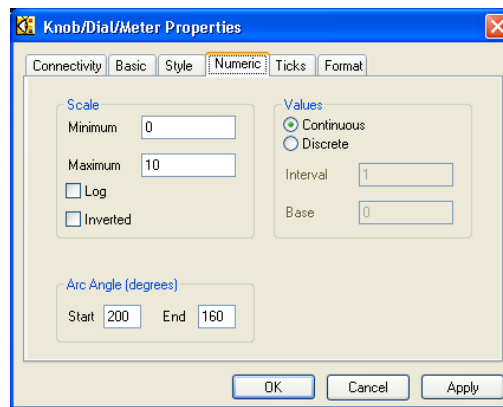 Knob/Dial/Meter Properties
Connectivity Basic Style Numeric Ticks Format
Scale
Minimum 0
Maximum 10
Log
Inverted
Values
Continuous
Discrete
Interval 1
Base 0
Arc Angle (degrees)
Start 200 End 160
OK Cancel Apply